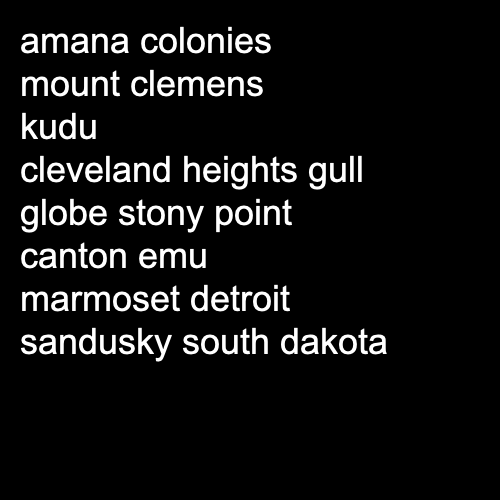 amana colonies
mount clemens
kudu
cleveland heights gull
globe stony point
canton emu
marmoset detroit
sandusky south dakota